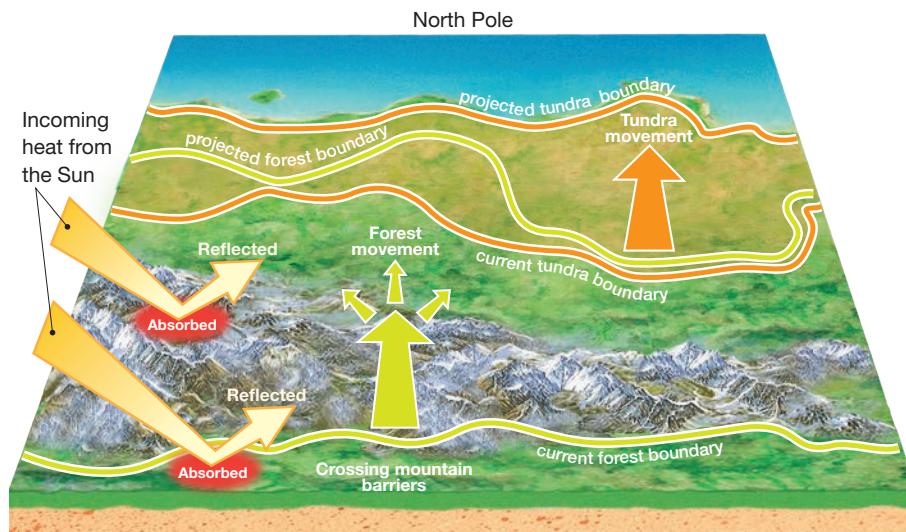 North Pole
projected tundra boundary
Incoming
heat from
the Sun
Tundra
movement
projected forest boundary
Forest
movement
Reflected
current tundra boundary
Absorbed
Reflected
current forest boundary
Absorbed
Crossing mountain
barriers